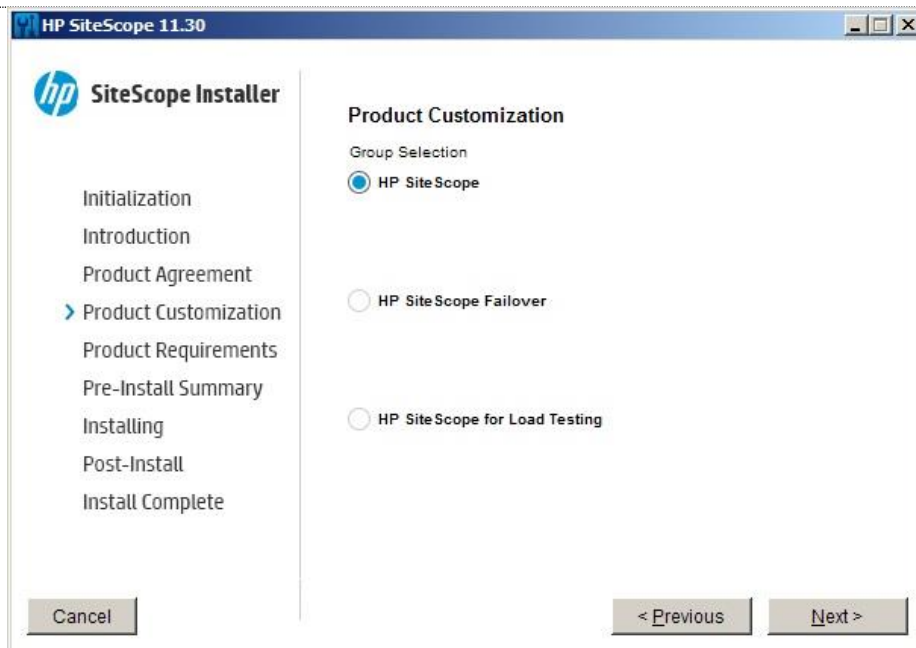 HP SiteScope 11.30
hp
SiteScope Installer
Initialization
Introduction
Product Agreement
Product Customization
Product Requirements
Pre-Install Summary
Installing
Post-Install
Install Complete
Product Customization
Group Selection
HP SiteScope
HP SiteScope Failover
HP SiteScope for Load Testing
Cancel
< Previous
Next >